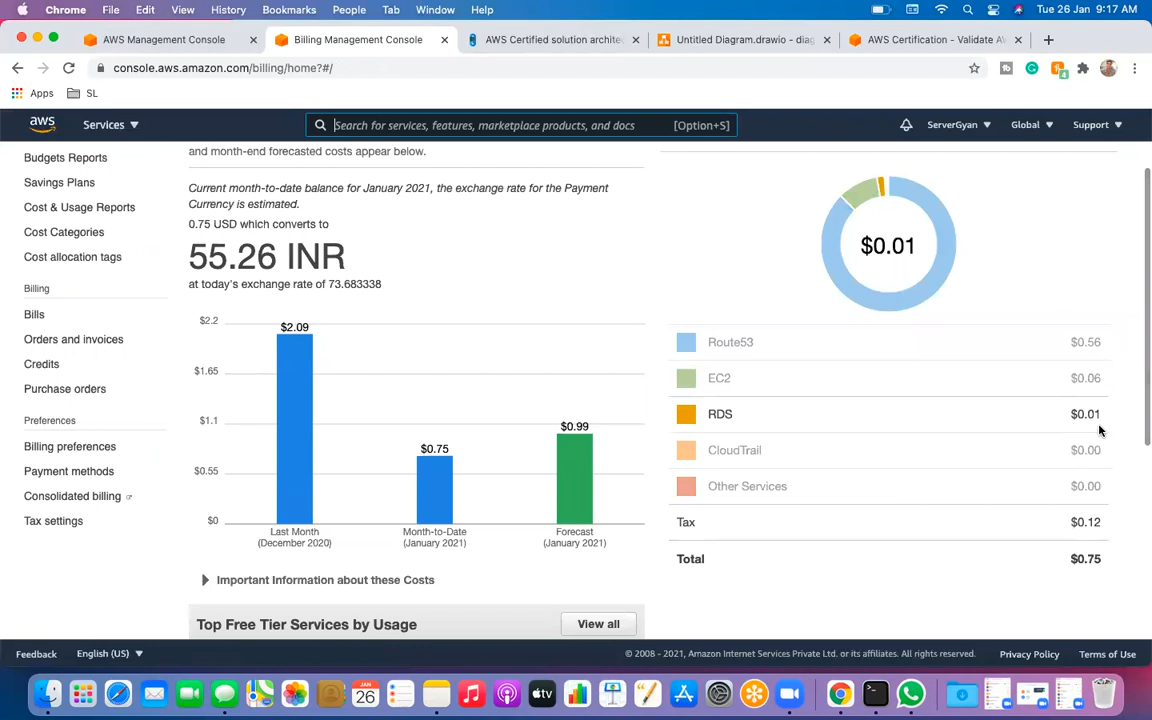 Chrome File Edit View History Bookmarks People Tab Window Help Tue 26 Jan 9:17 AM
AWS Management Console
Biilling Management Console
AWS Certified solution archite
Untitled Diagram.drawio - diag
AWS Certification - Validate AW
console.aws.amazon.com/billing/home?#/
Apps SL
aws Services Search for services, features, marketplace products, and docs [Option+S] ServerGyan Global Support
Budgets Reports
Savings Plans
Cost & Usage Reports
Cost Categories
Cost allocation tags
Billing
Bills
Orders and invoices
Credits
Purchase orders
Preferences
Billing preferences
Payment methods
Consolidated billing
Tax settings
and month-end forecasted costs appear below.
Current month-to-date balance for January 2021, the exchange rate for the Payment
Currency is estimated.
0.75 USD which converts to
55.26 INR
at today's exchange rate of 73.683338
$2.2
$1.65
$1.1
$0.55
$0
$2.09
$0.75
$0.99
Last Month
(December 2020)
Month-to-Date
(January 2021)
Forecast
(January 2021)
Important Information about these Costs
Top Free Tier Services by Usage
View all
$0.01
Route53 $0.56
EC2 $0.06
RDS $0.01
CloudTrail $0.00
Other Services $0.00
Tax $0.12
Total $0.75
Feedback English (US) © 2008 - 2021, Amazon Internet Services Private Ltd. or its affiliates. All rights reserved. Privacy Policy Terms of Use